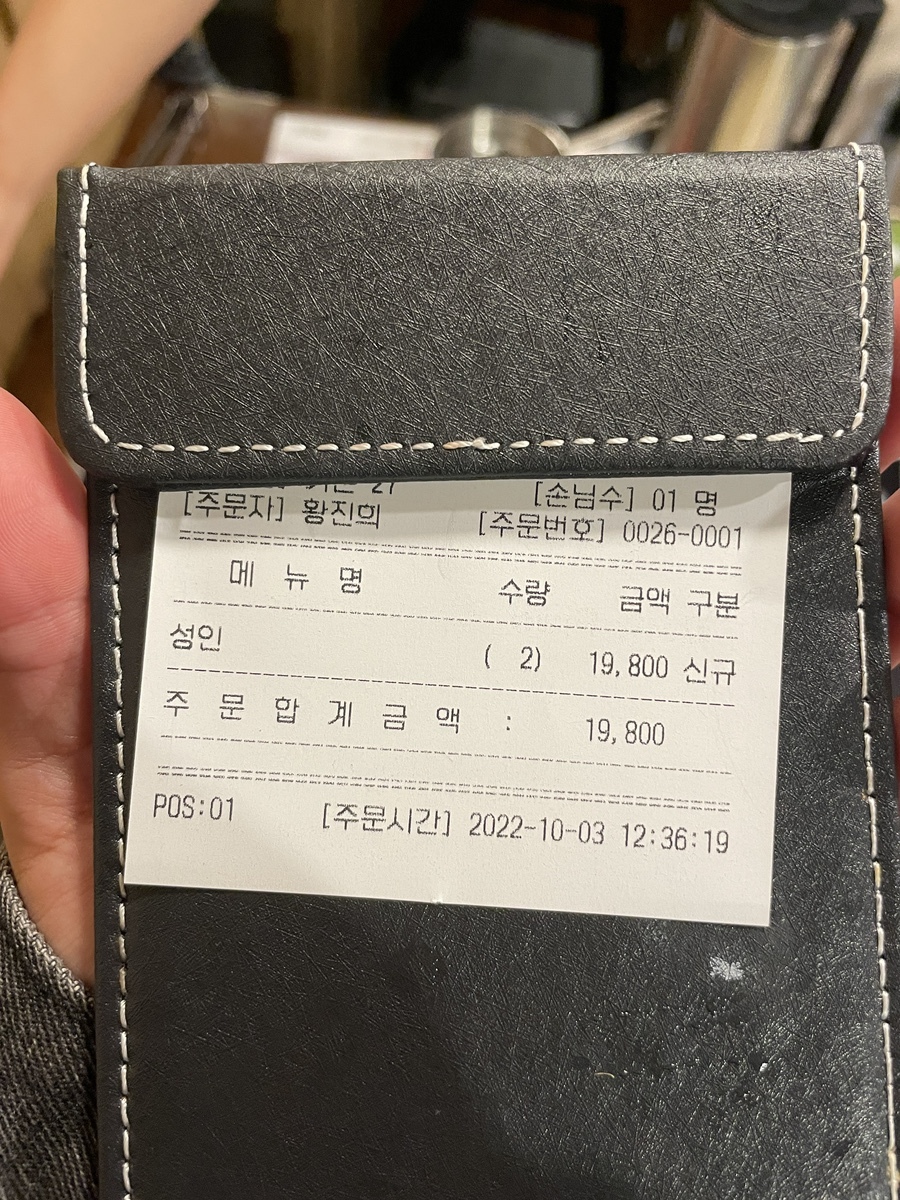 [손님수] 01 명
[주문자] 황진희 [주문번호] 0026-0001
메 뉴 명 수량 금액 구분
성인 ( 2) 19,800 신규
주 문 합 계 금 액 : 19,800
POS:01 [주문시간] 2022-10-03 12:36:19